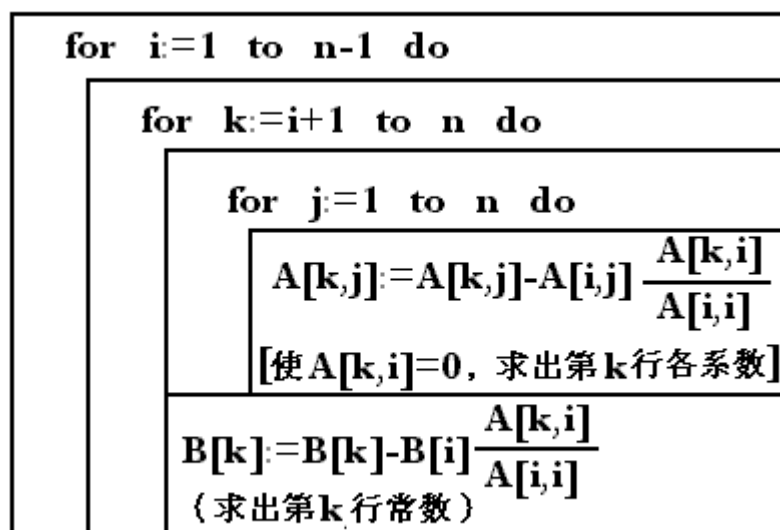 for i:=1 to n-1 do
for k:=i+1 to n do
for j:=1 to n do
A[k,j]:=A[k,j]-A[i,j] A[k,i]/A[i,i]
[使A[k,i]=0, 求出第k行各系数]
B[k]:=B[k]-B[i] A[k,i]/A[i,i]
(求出第k行常数)